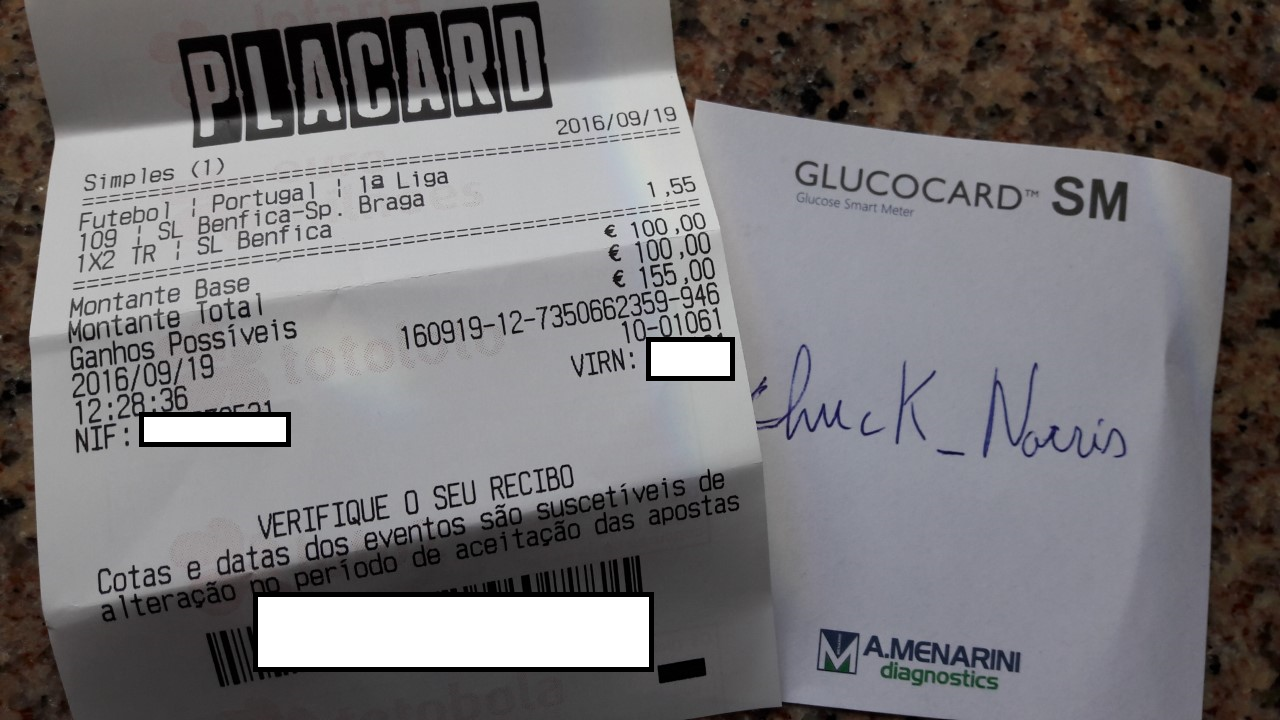 PLACARD
2016/09/19
Simples (1)
Futebol ¦ Portugal ¦ 1ª Liga
109 ¦ SL Benfica-Sp. Braga 1,55
1X2 TR ¦ SL Benfica
Montante Base € 100,00
Montante Total € 100,00
Ganhos Possíveis € 155,00
2016/09/19 160919-12-7350662359-946
12:28:36 10-01061
NIF: VIRN:
VERIFIQUE O SEU RECIBO
Cotas e datas dos eventos são suscetíveis de
alteração no período de aceitação das apostas
totoloto
totobola
GLUCOCARD™ SM
Glucose Smart Meter
Chuck_Norris
A.MENARINI
diagnostics